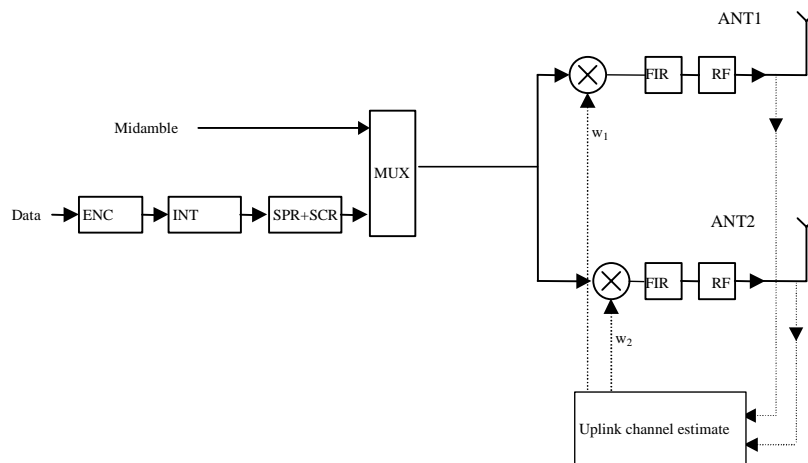 ANT1
FIR
RF
Midamble
w1
MUX
Data
ENC
INT
SPR+SCR
ANT2
FIR
RF
w2
Uplink channel estimate